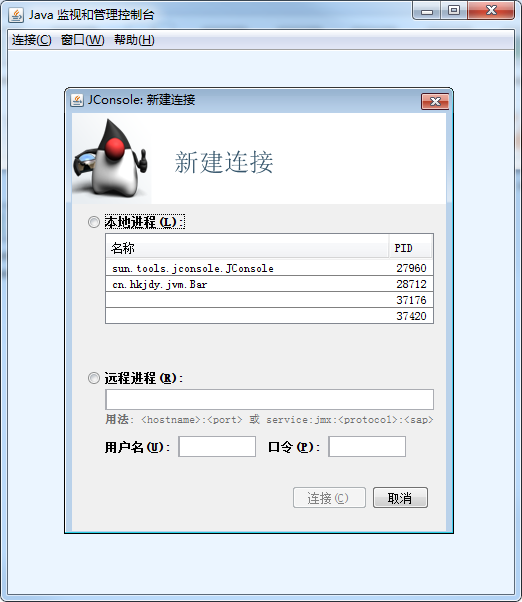 Java 监视和管理控制台
连接(C) 窗口(W) 帮助(H)
JConsole: 新建连接
新建连接
本地进程(L):
名称 PID
sun.tools.jconsole.JConsole 27960
cn.hkjdy.jvm.Bar 28712
37176
37420
远程进程(R):
用法: <hostname>:<port> 或 service:jmx:<protocol>:<sap>
用户名(U): 口令(P):
连接(C) 取消